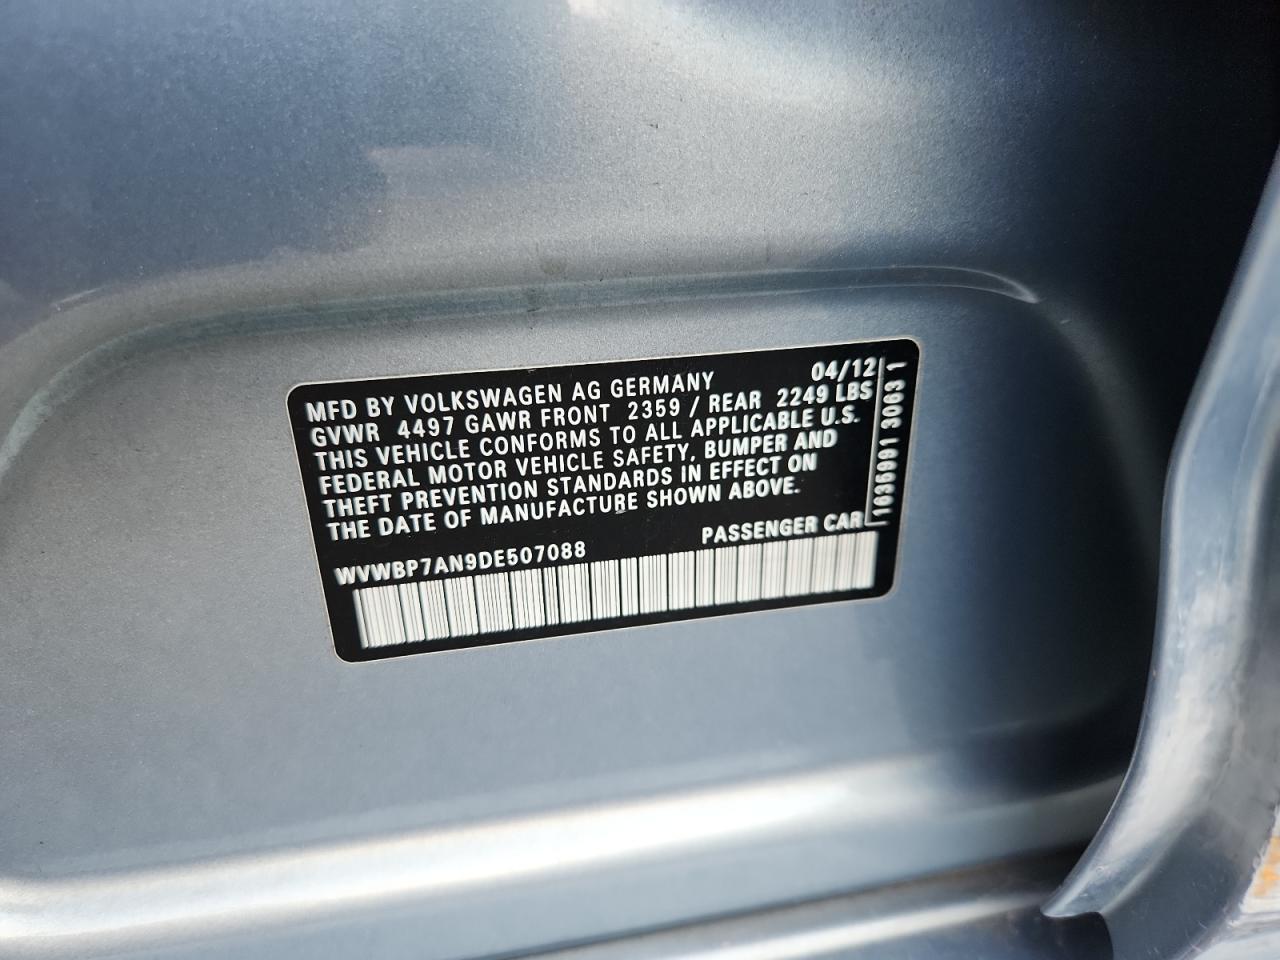 MFD BY VOLKSWAGEN AG GERMANY 04/12
GVWR 4497 GAWR FRONT 2359 / REAR 2249 LBS
THIS VEHICLE CONFORMS TO ALL APPLICABLE U.S.
FEDERAL MOTOR VEHICLE SAFETY, BUMPER AND
THEFT PREVENTION STANDARDS IN EFFECT ON
THE DATE OF MANUFACTURE SHOWN ABOVE.
PASSENGER CAR
WVWBP7AN9DE507088
1636991 3063 1